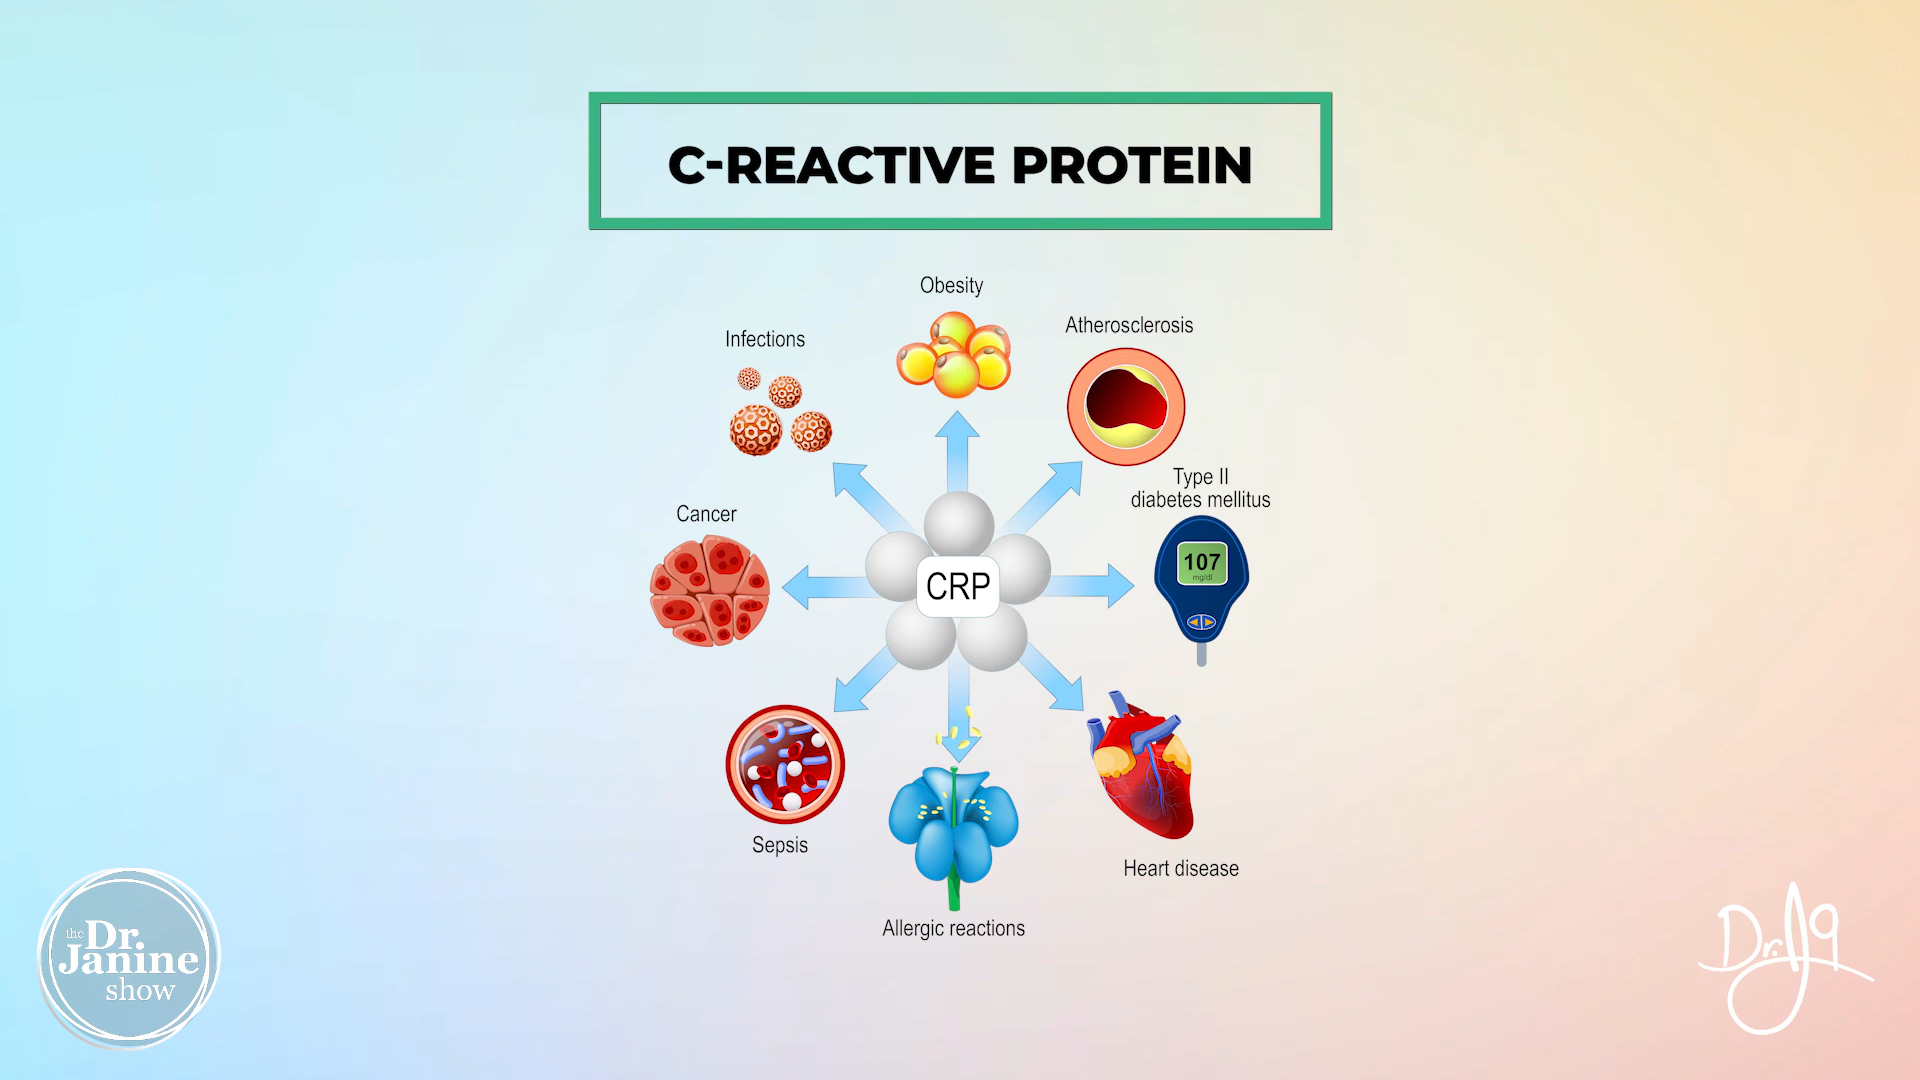 C-REACTIVE PROTEIN
Obesity
Atherosclerosis
Infections
Type II
diabetes mellitus
Cancer
107
mg/dl
CRP
Sepsis
Heart disease
Allergic reactions
the Dr.
Janine
show
Dr. J9